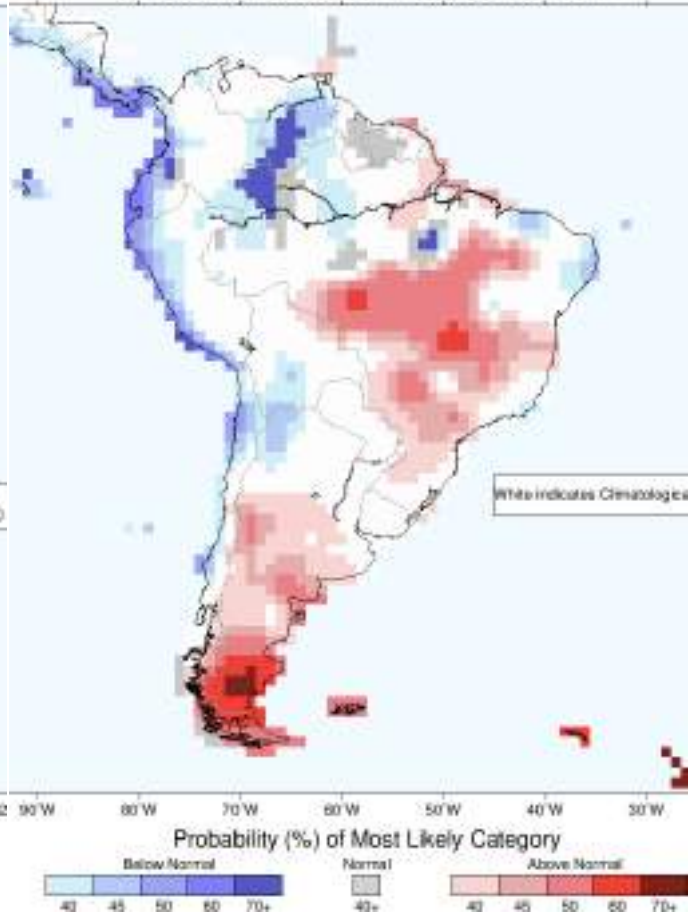 White indicates Climatologica
90°W 80°W 70°W 60°W 50°W 40°W 30°W
Probability (%) of Most Likely Category
Below Normal Normal Above Normal
40 45 50 60 70+ 40+ 40 45 50 60 70+